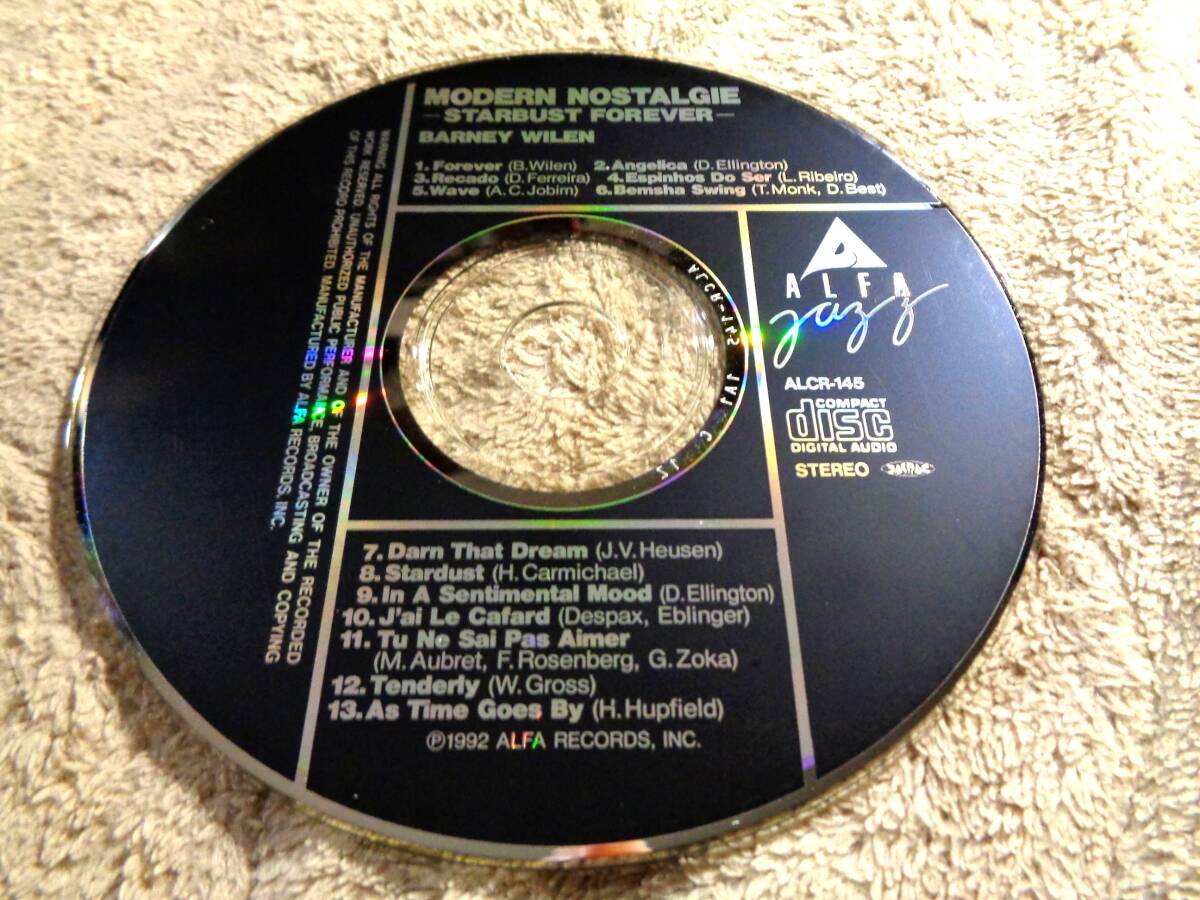 MODERN NOSTALGIE
—STARBUST FOREVER—
BARNEY WILEN
1. Forever (B.Wilen) 2. Angelica (D.Ellington)
3. Recado (D. Ferreira) 4. Espinhos Do Ser (L. Ribeiro)
5. Wave (A.C. Jobim) 6. Bemsha Swing (T. Monk, D. Best)
WARNING: ALL RIGHTS OF THE MANUFACTURER AND OF THE OWNER OF THE RECORDED
WORK RESERVED. UNAUTHORIZED PUBLIC PERFORMANCE, BROADCASTING AND COPYING
OF THIS RECORD PROHIBITED. MANUFACTURED BY ALFA RECORDS, INC.
ALFA
jazz
ALCR-145
COMPACT
disc
DIGITAL AUDIO
STEREO
ALCR-145 1A1
7. Darn That Dream (J.V. Heusen)
8. Stardust (H. Carmichael)
9. In A Sentimental Mood (D. Ellington)
10. J'ai Le Cafard (Despax, Eblinger)
11. Tu Ne Sai Pas Aimer
(M. Aubret, F. Rosenberg, G. Zoka)
12. Tenderly (W. Gross)
13. As Time Goes By (H. Hupfield)
℗1992 ALFA RECORDS, INC.